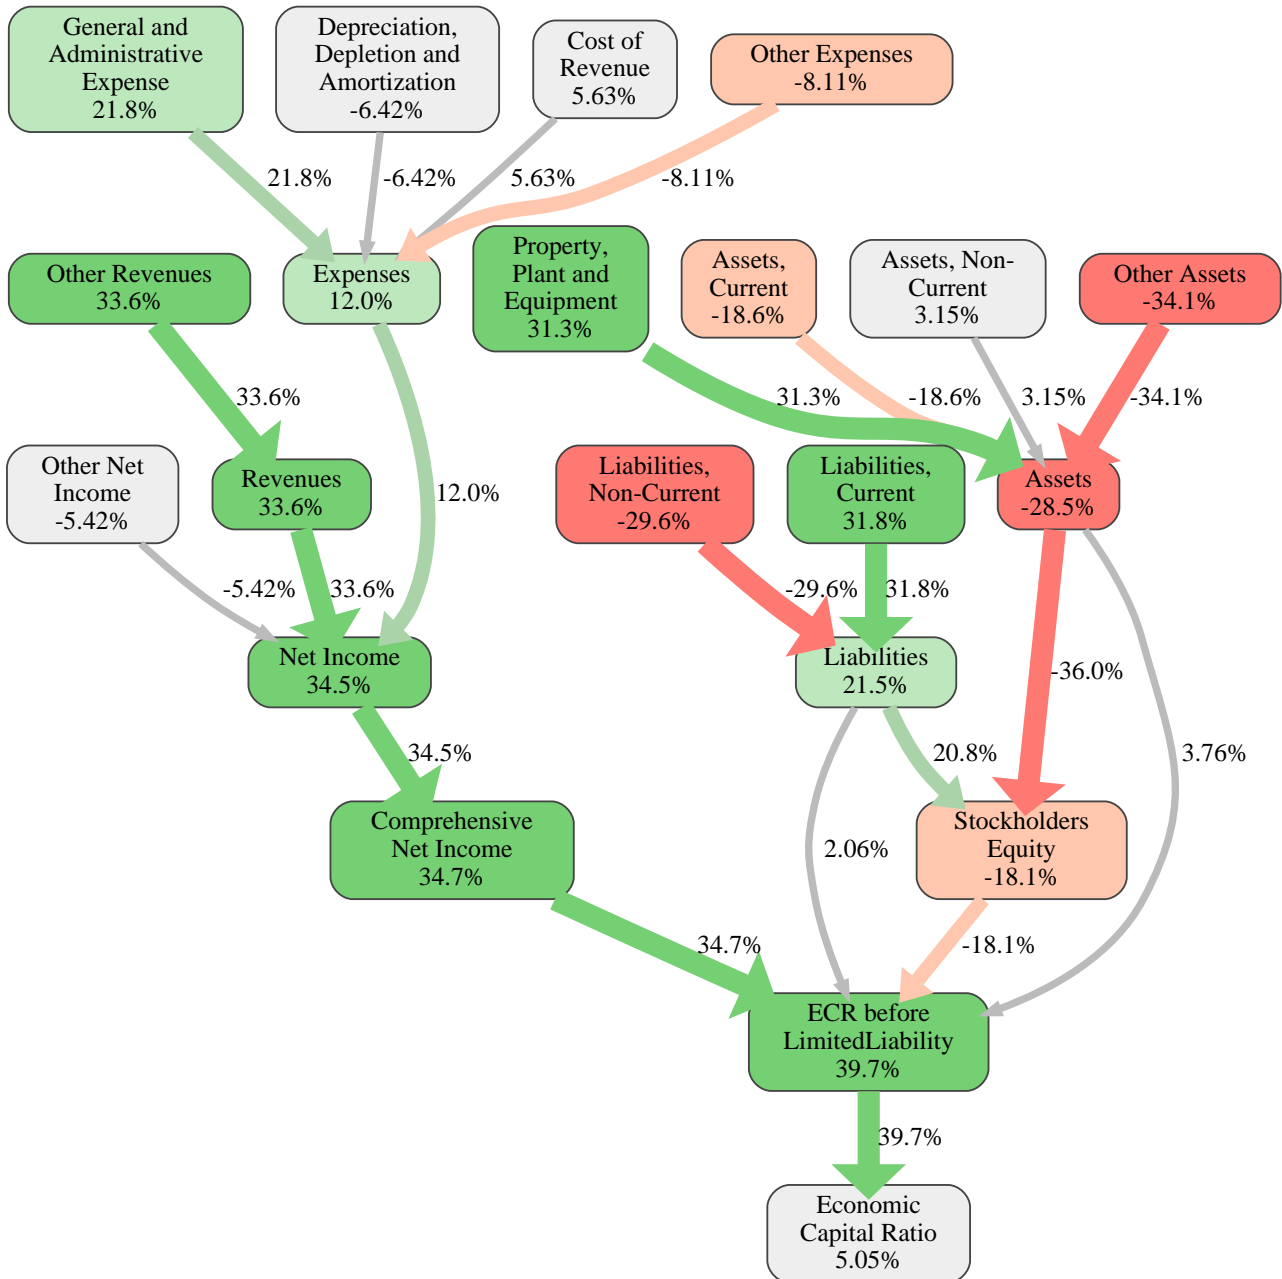 General and
Administrative
Expense
21.8%
Depreciation,
Depletion and
Amortization
-6.42%
Cost of
Revenue
5.63%
Other Expenses
-8.11%
21.8%
-6.42%
5.63%
-8.11%
Other Revenues
33.6%
Expenses
12.0%
Property,
Plant and
Equipment
31.3%
Assets,
Current
-18.6%
Assets, Non-
Current
3.15%
Other Assets
-34.1%
33.6%
31.3%
-18.6%
3.15%
-34.1%
Other Net
Income
-5.42%
Revenues
33.6%
12.0%
Liabilities,
Non-Current
-29.6%
Liabilities,
Current
31.8%
Assets
-28.5%
-5.42%
33.6%
-29.6%
31.8%
Net Income
34.5%
Liabilities
21.5%
-36.0%
34.5%
20.8%
3.76%
Comprehensive
Net Income
34.7%
2.06%
Stockholders
Equity
-18.1%
34.7%
-18.1%
ECR before
LimitedLiability
39.7%
39.7%
Economic
Capital Ratio
5.05%